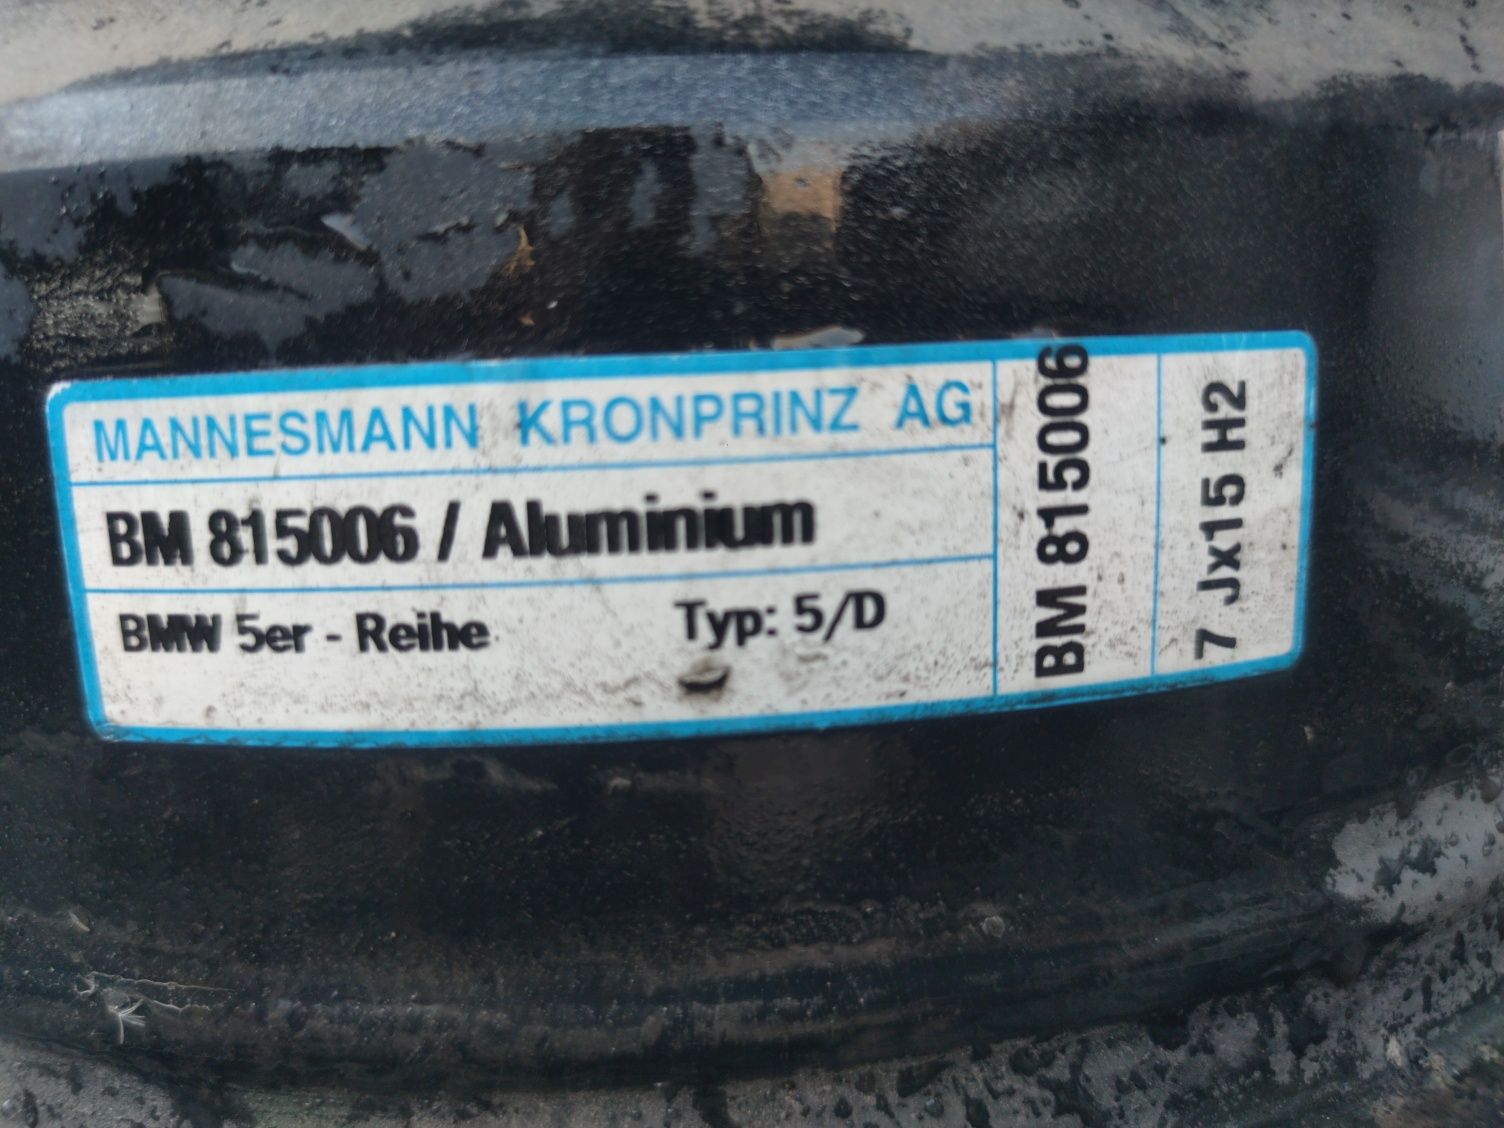 MANNESMANN KRONPRINZ AG
BM 815006 / Aluminium
BMW 5er - Reihe Typ: 5/D
BM 815006
7 Jx15 H2